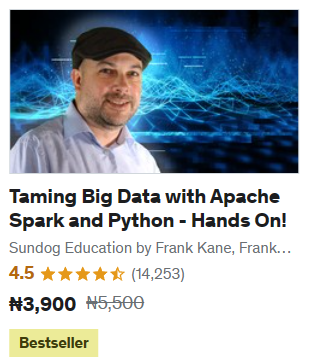 Taming Big Data with Apache
Spark and Python - Hands On!
Sundog Education by Frank Kane, Frank...
4.5 (14,253)
₦3,900 ₦5,500
Bestseller